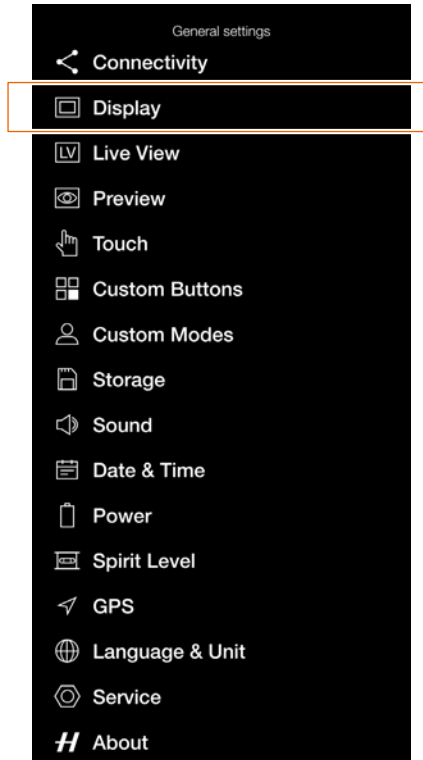 General settings
Connectivity
Display
LV Live View
Preview
Touch
Custom Buttons
Custom Modes
Storage
Sound
Date & Time
Power
Spirit Level
GPS
Language & Unit
Service
H About